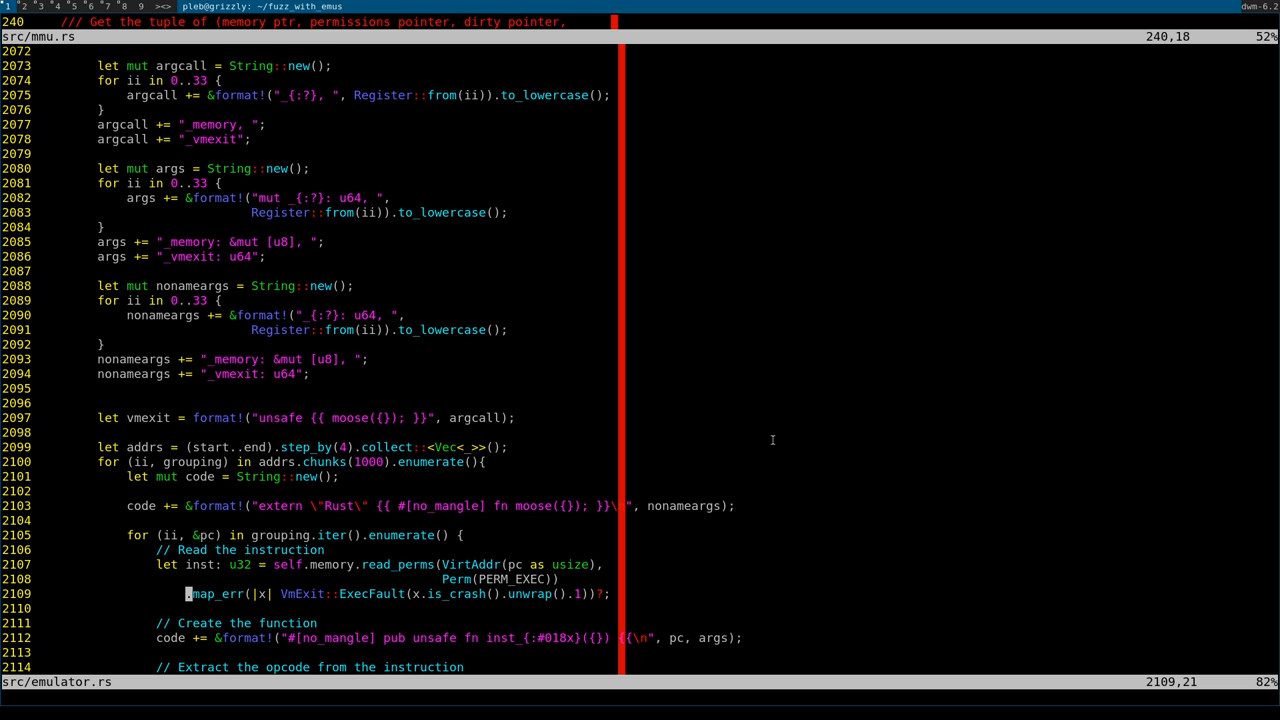 1 2 3 4 5 6 7 8 9 ><> pleb@grizzly: ~/fuzz_with_emus dwm-6.2
240     /// Get the tuple of (memory ptr, permissions pointer, dirty pointer,
src/mmu.rs 240,18 52%
2072
2073         let mut argcall = String::new();
2074         for ii in 0..33 {
2075             argcall += &format!("_{:?}, ", Register::from(ii)).to_lowercase();
2076         }
2077         argcall += "_memory, ";
2078         argcall += "_vmexit";
2079
2080         let mut args = String::new();
2081         for ii in 0..33 {
2082             args += &format!("mut _{:?}: u64, ",
2083                              Register::from(ii)).to_lowercase();
2084         }
2085         args += "_memory: &mut [u8], ";
2086         args += "_vmexit: u64";
2087
2088         let mut nonameargs = String::new();
2089         for ii in 0..33 {
2090             nonameargs += &format!("_{:?}: u64, ",
2091                              Register::from(ii)).to_lowercase();
2092         }
2093         nonameargs += "_memory: &mut [u8], ";
2094         nonameargs += "_vmexit: u64";
2095
2096
2097         let vmexit = format!("unsafe {{ moose({}); }}", argcall);
2098
2099         let addrs = (start..end).step_by(4).collect::<Vec<_>>();
2100         for (ii, grouping) in addrs.chunks(1000).enumerate(){
2101             let mut code = String::new();
2102
2103             code += &format!("extern \"Rust\" {{ #[no_mangle] fn moose({}); }}\n", nonameargs);
2104
2105             for (ii, &pc) in grouping.iter().enumerate() {
2106                 // Read the instruction
2107                 let inst: u32 = self.memory.read_perms(VirtAddr(pc as usize),
2108                                                        Perm(PERM_EXEC))
2109                     .map_err(|x| VmExit::ExecFault(x.is_crash().unwrap().1))?;
2110
2111                 // Create the function
2112                 code += &format!("#[no_mangle] pub unsafe fn inst_{:#018x}({}) {{\n", pc, args);
2113
2114                 // Extract the opcode from the instruction
src/emulator.rs 2109,21 82%